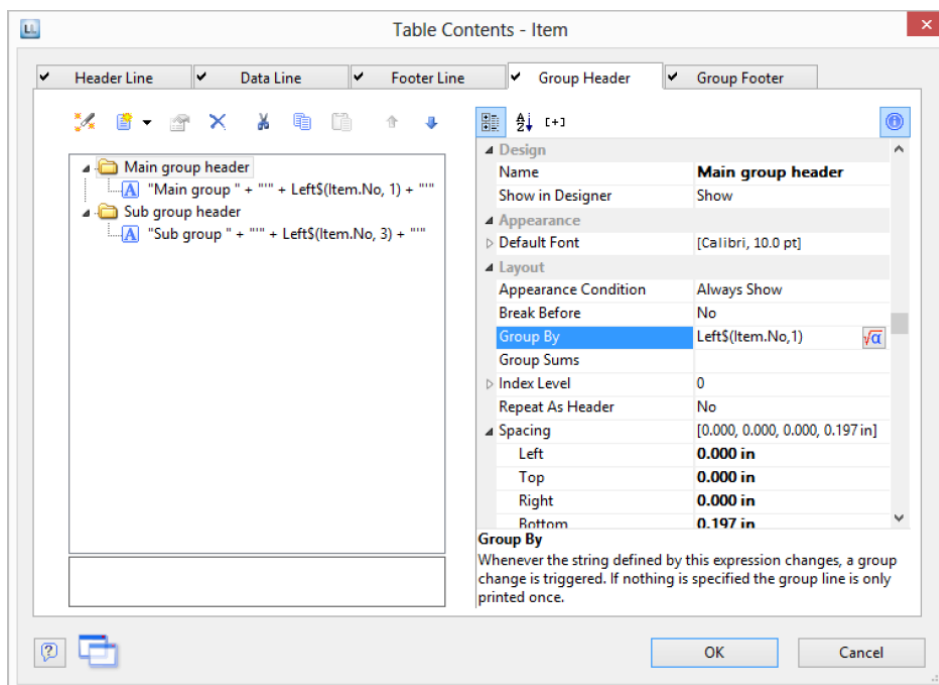 Table Contents - Item
Header Line
Data Line
Footer Line
Group Header
Group Footer
Main group header
"Main group " + "'" + Left$(Item.No, 1) + "'"
Sub group header
"Sub group " + "'" + Left$(Item.No, 3) + "'"
Design
Name Main group header
Show in Designer Show
Appearance
Default Font [Calibri, 10.0 pt]
Layout
Appearance Condition Always Show
Break Before No
Group By Left$(Item.No,1)
Group Sums
Index Level 0
Repeat As Header No
Spacing [0.000, 0.000, 0.000, 0.197 in]
Left 0.000 in
Top 0.000 in
Right 0.000 in
Bottom 0.197 in
Group By
Whenever the string defined by this expression changes, a group
change is triggered. If nothing is specified the group line is only
printed once.
OK
Cancel